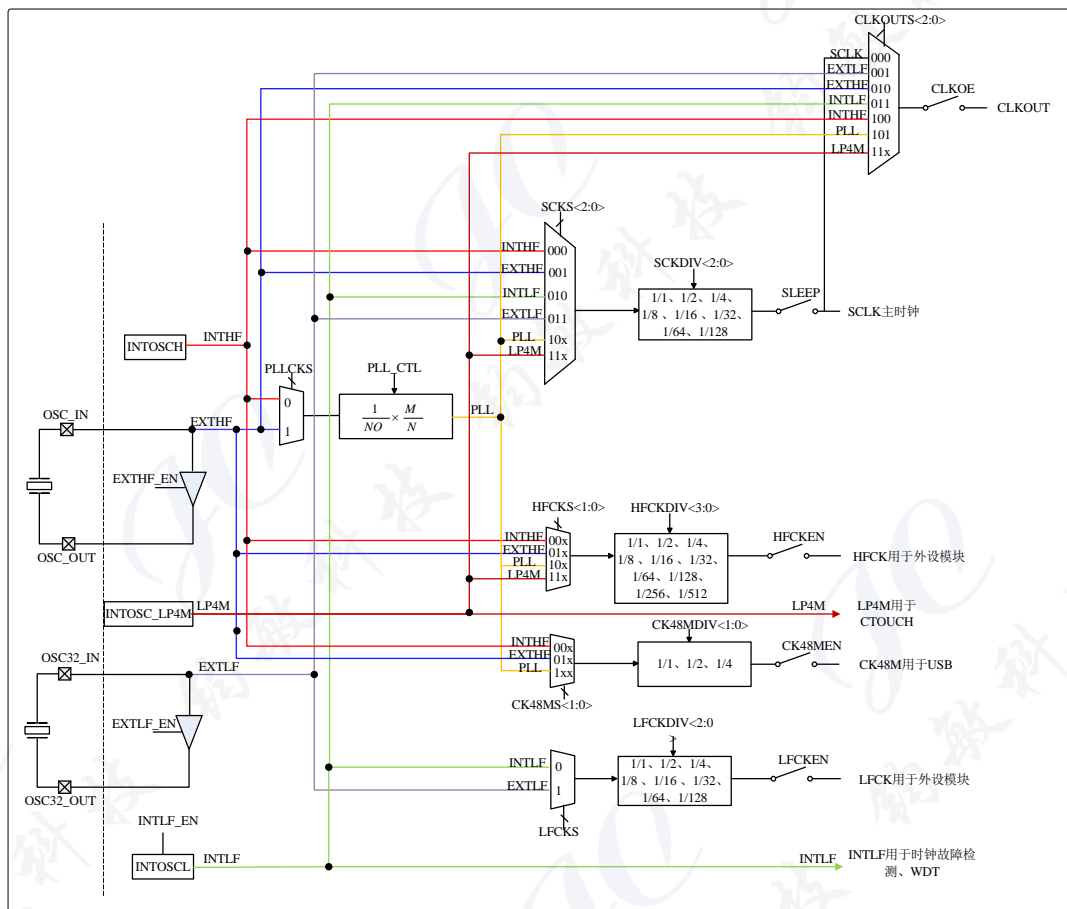 CLKOUTS<2:0>
SCLK
000
EXTLF
001
EXTHF
010
INTLF
011
INTHF
100
PLL
101
LP4M
11x
CLKOE
CLKOUT
SCKS<2:0>
INTHF
000
EXTHF
001
INTLF
010
EXTLF
011
PLL
10x
LP4M
11x
SCKDIV<2:0>
1/1、1/2、1/4、
1/8 、1/16 、1/32、
1/64、1/128
SLEEP
SCLK主时钟
INTOSCH
INTHF
PLLCKS
0
1
PLL_CTL
1/NO × M/N
PLL
OSC_IN
EXTHF
EXTHF_EN
OSC_OUT
HFCKS<1:0>
INTHF
00x
EXTHF
01x
PLL
10x
LP4M
11x
HFCKDIV<3:0>
1/1、1/2、1/4、
1/8 、1/16 、1/32、
1/64、1/128、
1/256、1/512
HFCKEN
HFCK用于外设模块
INTOSC_LP4M
LP4M
LP4M
LP4M用于
CTOUCH
OSC32_IN
EXTLF
EXTLF_EN
OSC32_OUT
INTHF
00x
EXTHF
01x
PLL
1xx
CK48MS<1:0>
CK48MDIV<1:0>
1/1、1/2、1/4
CK48MEN
CK48M用于USB
LFCKDIV<2:0
>
INTLF
0
EXTLF
1
LFCKS
1/1、1/2、1/4、
1/8 、1/16 、1/32、
1/64、1/128
LFCKEN
LFCK用于外设模块
INTLF_EN
INTOSCL
INTLF
INTLF
INTLF用于时钟故障检
测、WDT